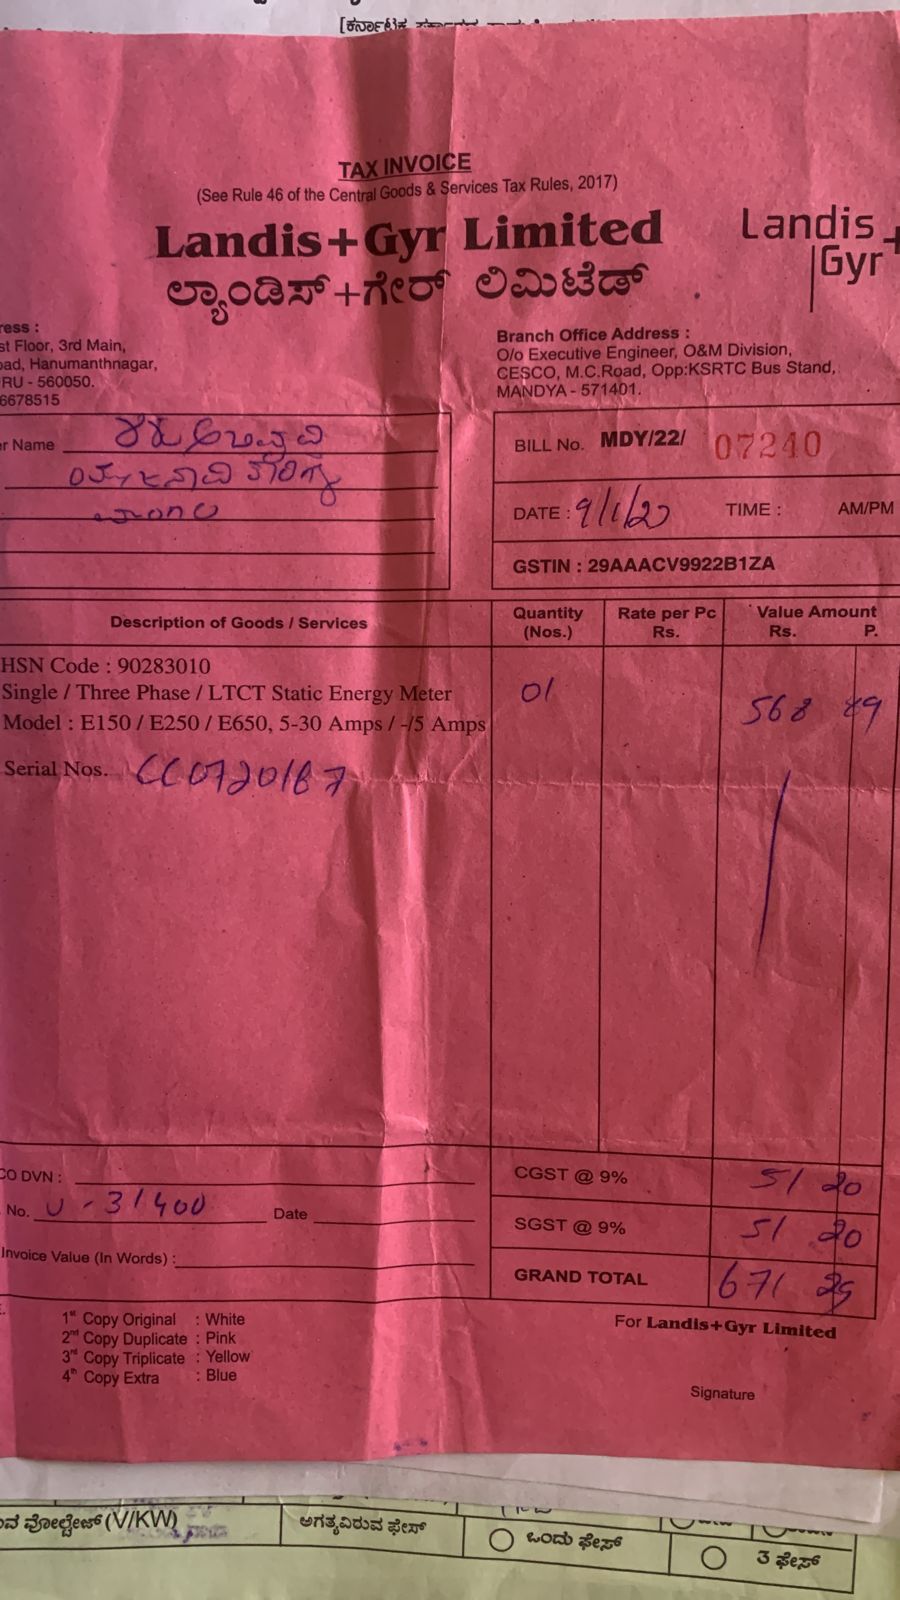 TAX INVOICE
(See Rule 46 of the Central Goods & Services Tax Rules, 2017)
Landis+Gyr Limited
ಲ್ಯಾಂಡಿಸ್+ಗೇರ್ ಲಿಮಿಟೆಡ್
Landis
Gyr+
ress :
st Floor, 3rd Main,
oad, Hanumanthnagar,
RU - 560050.
6678515
Branch Office Address :
O/o Executive Engineer, O&M Division,
CESCO, M.C.Road, Opp:KSRTC Bus Stand,
MANDYA - 571401.
er Name
BILL No. MDY/22/ 07240
DATE : 9/1/23 TIME : AM/PM
GSTIN : 29AAACV9922B1ZA
Description of Goods / Services Quantity (Nos.) Rate per Pc Rs. Value Amount Rs. P.
HSN Code : 90283010
Single / Three Phase / LTCT Static Energy Meter 01 568 89
Model : E150 / E250 / E650, 5-30 Amps / -/5 Amps
Serial Nos.
CO DVN :
CGST @ 9% 51 20
No. U-31400 Date
SGST @ 9% 51 20
Invoice Value (In Words) :
GRAND TOTAL 671 29
1st Copy Original : White
2nd Copy Duplicate : Pink
3rd Copy Triplicate : Yellow
4th Copy Extra : Blue
For Landis+Gyr Limited
Signature
ವ ವೋಲ್ಟೇಜ್ (V/KW)
ಅಗತ್ಯವಿರುವ ಫೇಸ್
ಒಂದು ಫೇಸ್
3 ಫೇಸ್